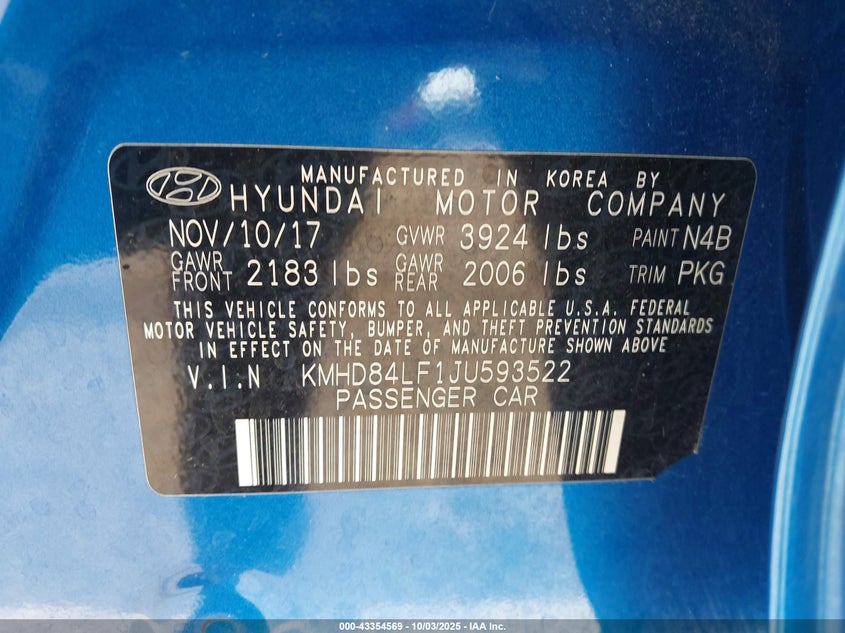 MANUFACTURED IN KOREA BY
HYUNDAI MOTOR COMPANY
NOV/10/17 GVWR 3924 lbs PAINT N4B
GAWR FRONT 2183 lbs GAWR REAR 2006 lbs TRIM PKG
THIS VEHICLE CONFORMS TO ALL APPLICABLE U.S.A. FEDERAL
MOTOR VEHICLE SAFETY, BUMPER, AND THEFT PREVENTION STANDARDS
IN EFFECT ON THE DATE OF MANUFACTURE SHOWN ABOVE
V.I.N KMHD84LF1JU593522
PASSENGER CAR
000-43354569 - 10/03/2025 - IAA Inc.